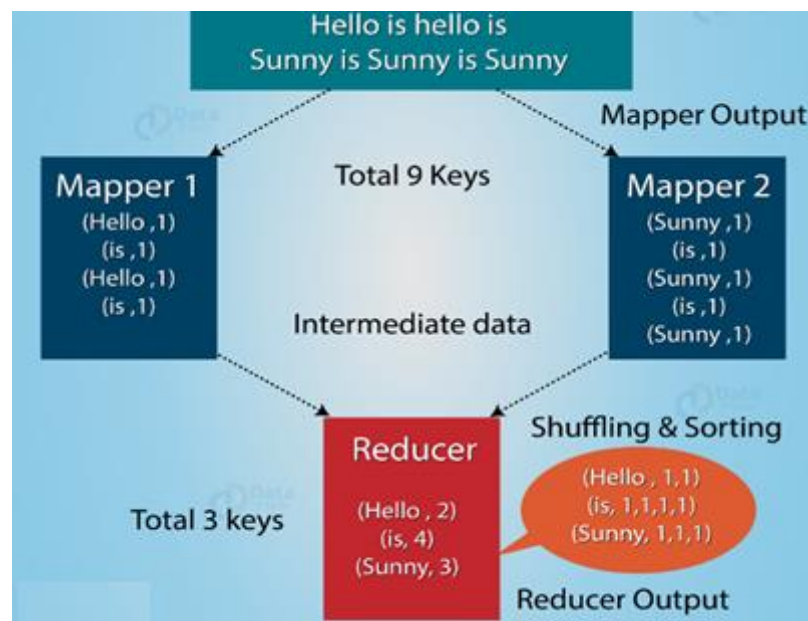 Hello is hello is
Sunny is Sunny is Sunny
Mapper Output
Mapper 1
(Hello ,1)
(is ,1)
(Hello ,1)
(is ,1)
Total 9 Keys
Mapper 2
(Sunny ,1)
(is ,1)
(Sunny ,1)
(is ,1)
(Sunny ,1)
Intermediate data
Reducer
(Hello , 2)
(is, 4)
(Sunny, 3)
Total 3 keys
Shuffling & Sorting
(Hello , 1,1)
(is, 1,1,1,1)
(Sunny, 1,1,1)
Reducer Output
Data
Data